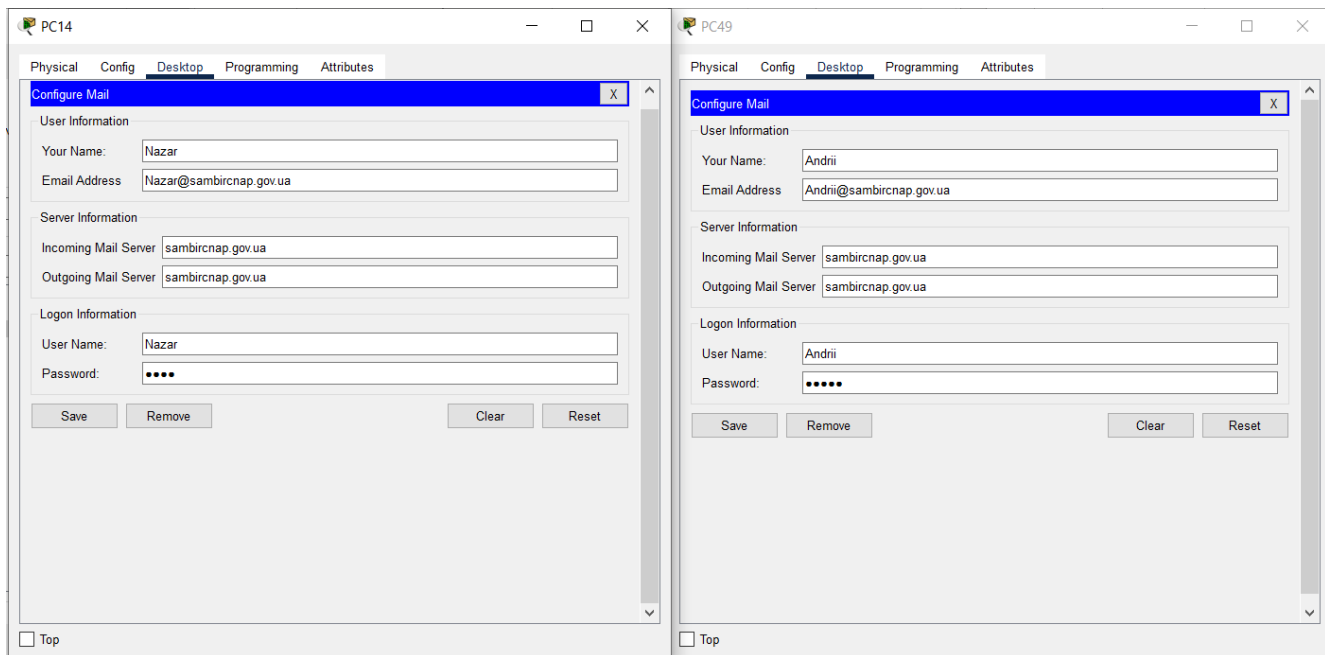 PC14
Physical Config Desktop Programming Attributes
Configure Mail X
User Information
Your Name: Nazar
Email Address Nazar@sambircnap.gov.ua
Server Information
Incoming Mail Server sambircnap.gov.ua
Outgoing Mail Server sambircnap.gov.ua
Logon Information
User Name: Nazar
Password: ●●●●
Save Remove Clear Reset
Top
PC49
Physical Config Desktop Programming Attributes
Configure Mail X
User Information
Your Name: Andrii
Email Address Andrii@sambircnap.gov.ua
Server Information
Incoming Mail Server sambircnap.gov.ua
Outgoing Mail Server sambircnap.gov.ua
Logon Information
User Name: Andrii
Password: ●●●●●
Save Remove Clear Reset
Top